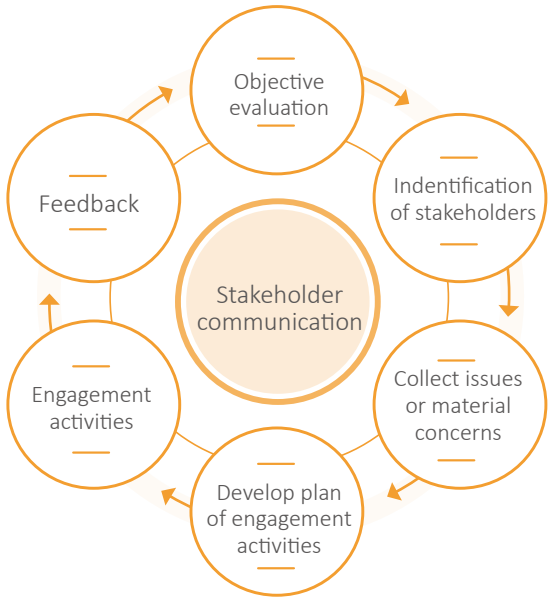 Objective
evaluation
Indentification
of stakeholders
Collect issues
or material
concerns
Develop plan
of engagement
activities
Engagement
activities
Feedback
Stakeholder
communication